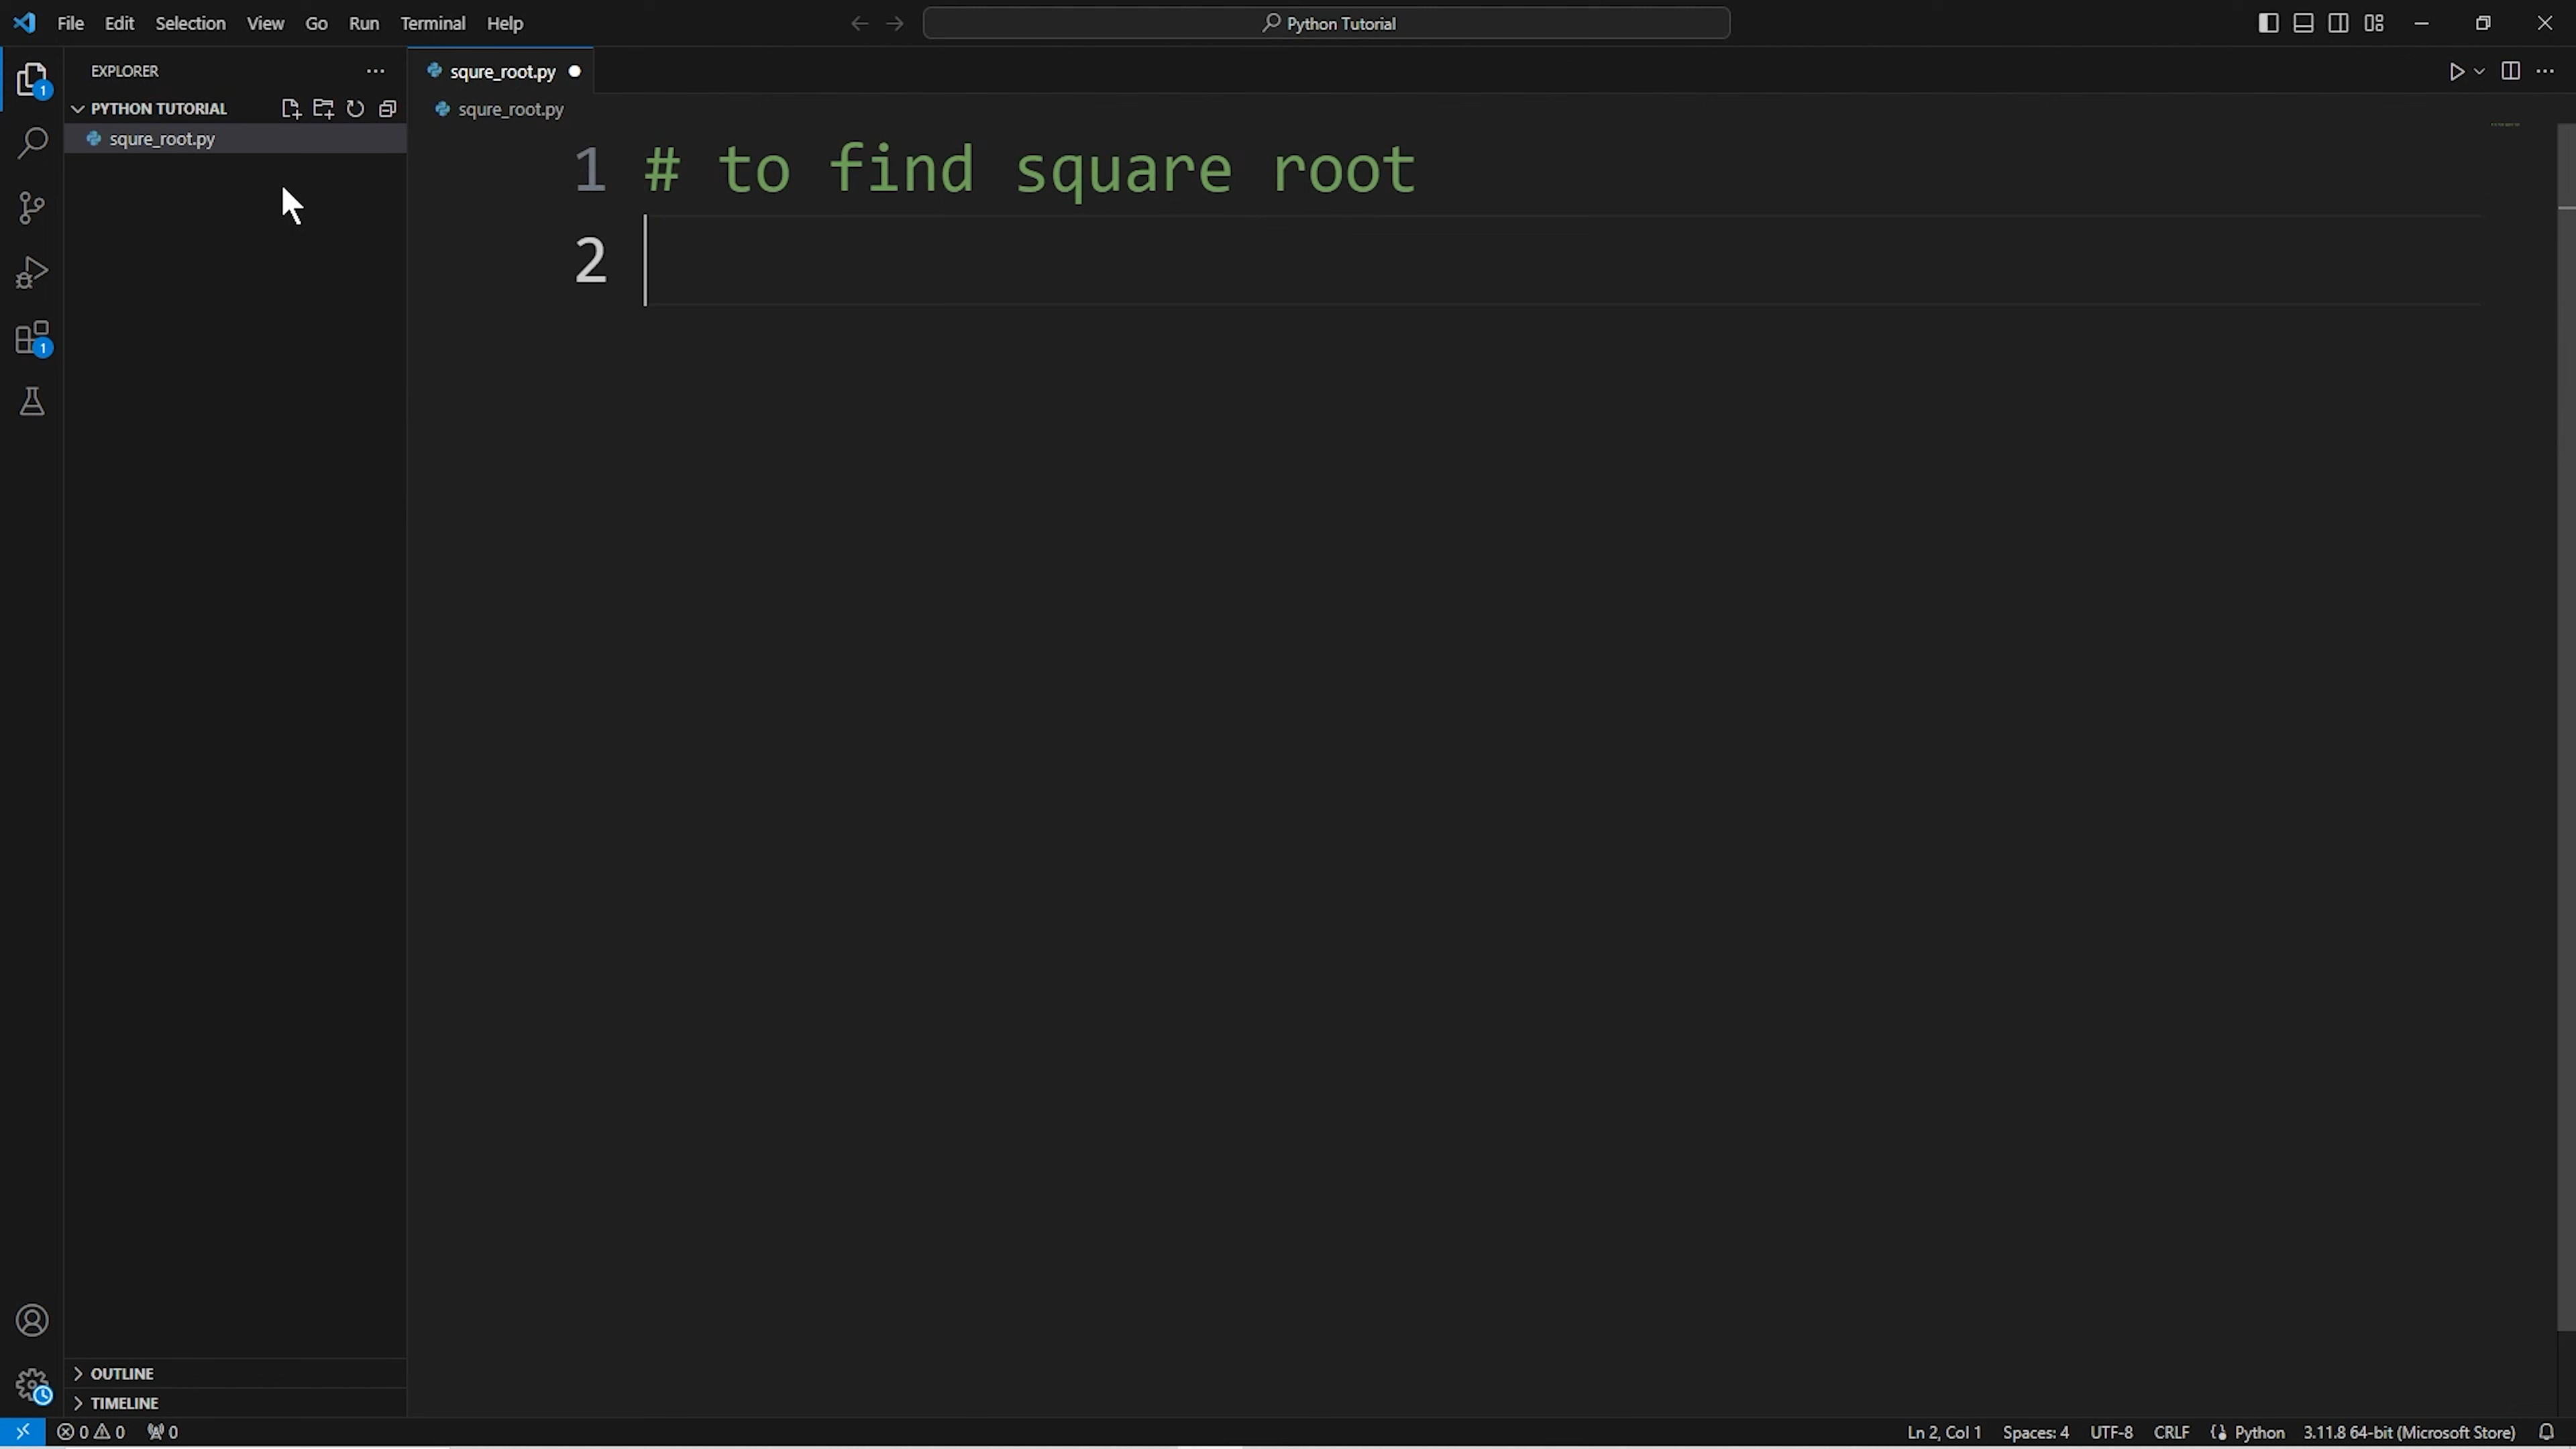 File Edit Selection View Go Run Terminal Help Python Tutorial
EXPLORER
PYTHON TUTORIAL
squre_root.py
squre_root.py
squre_root.py
1 # to find square root
2
1
1
OUTLINE
TIMELINE
0 0 0 Ln 2, Col 1 Spaces: 4 UTF-8 CRLF Python 3.11.8 64-bit (Microsoft Store)